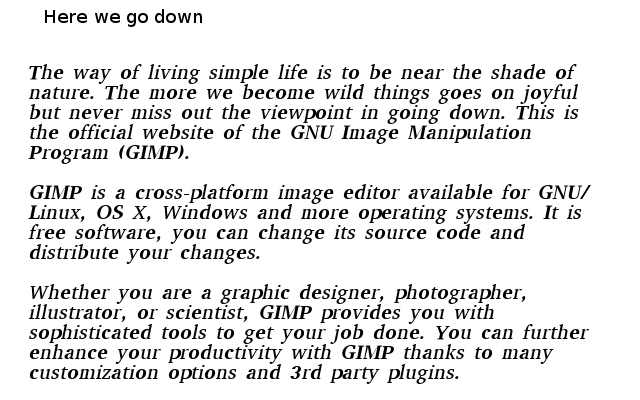 Here we go down
The way of living simple life is to be near the shade of
nature. The more we become wild things goes on joyful
but never miss out the viewpoint in going down. This is
the official website of the GNU Image Manipulation
Program (GIMP).
GIMP is a cross-platform image editor available for GNU/
Linux, OS X, Windows and more operating systems. It is
free software, you can change its source code and
distribute your changes.
Whether you are a graphic designer, photographer,
illustrator, or scientist, GIMP provides you with
sophisticated tools to get your job done. You can further
enhance your productivity with GIMP thanks to many
customization options and 3rd party plugins.